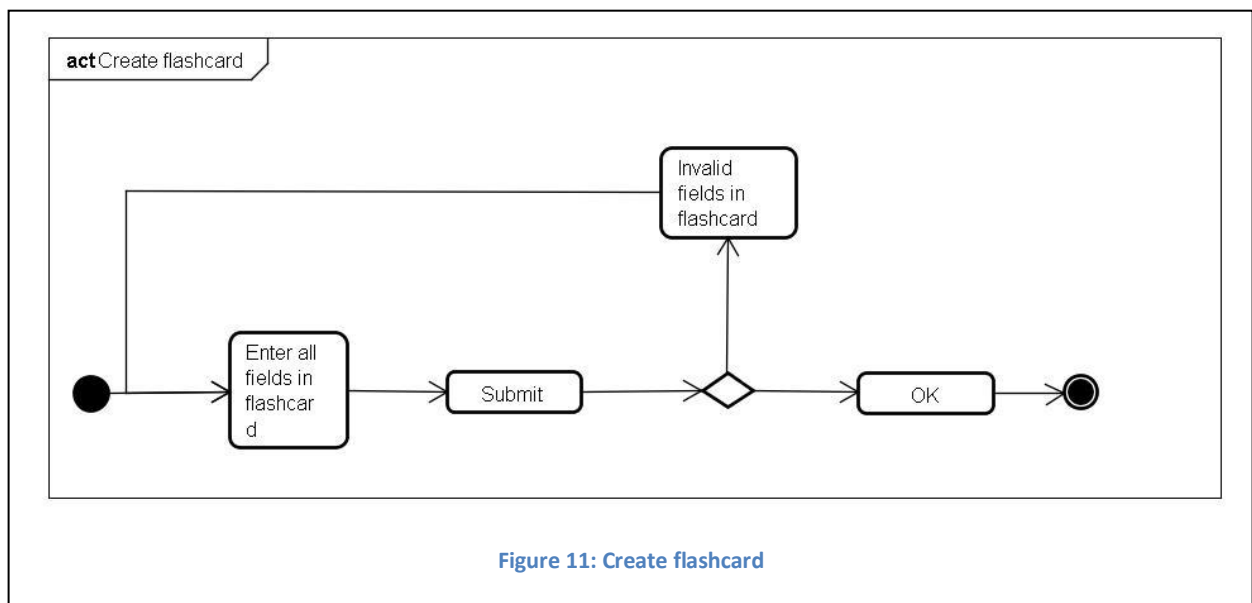 act Create flashcard
Invalid
fields in
flashcard
Enter all
fields in
flashcar
d
Submit
OK
Figure 11: Create flashcard